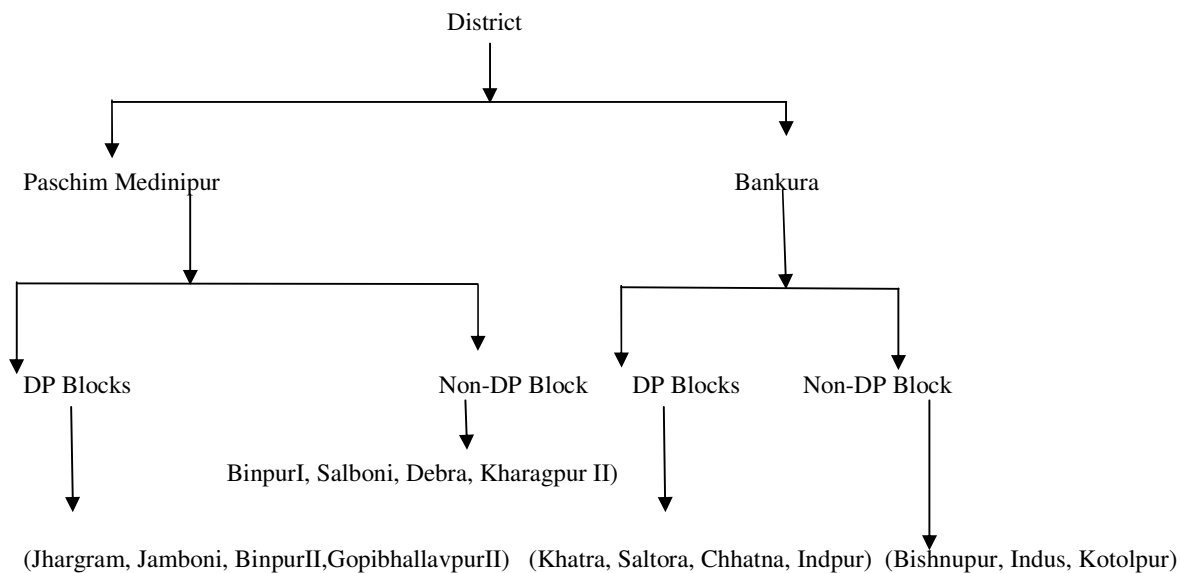 District
Paschim Medinipur
Bankura
DP Blocks
Non-DP Block
DP Blocks
Non-DP Block
BinpurI, Salboni, Debra, Kharagpur II)
(Jhargram, Jamboni, BinpurII,GopibhallavpurII)
(Khatra, Saltora, Chhatna, Indpur)
(Bishnupur, Indus, Kotolpur)